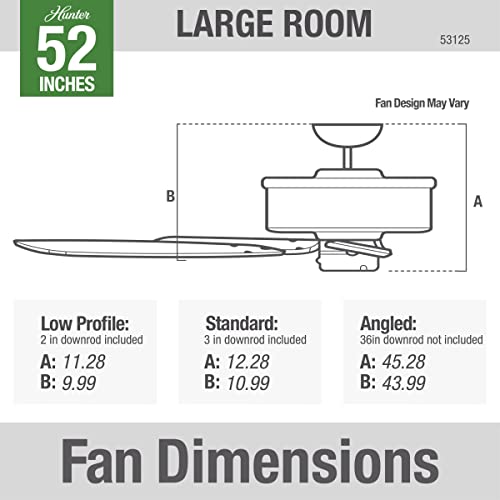 Hunter
52
INCHES
LARGE ROOM
53125
Fan Design May Vary
B
A
Low Profile:
2 in downrod included
A: 11.28
B: 9.99
Standard:
3 in downrod included
A: 12.28
B: 10.99
Angled:
36in downrod not included
A: 45.28
B: 43.99
Fan Dimensions